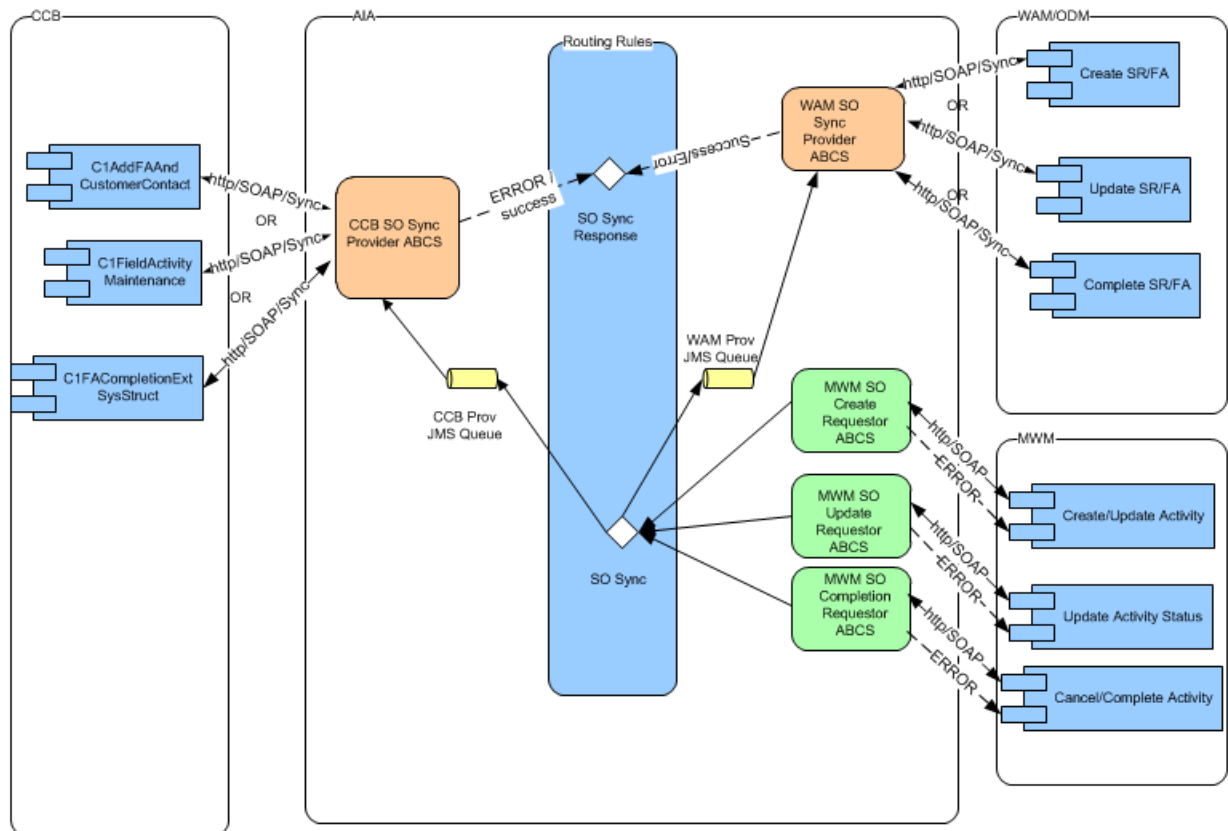 CCB
AIA
WAM/ODM
Routing Rules
C1AddFAAnd
CustomerContact
C1FieldActivity
Maintenance
C1FACompletionExt
SysStruct
http/SOAP/Sync
OR
http/SOAP/Sync
OR
http/SOAP/Sync
CCB SO Sync
Provider ABCS
ERROR /
success
SO Sync
Response
Success/Error
WAM SO
Sync
Provider
ABCS
http/SOAP/Sync
OR
http/SOAP/Sync
OR
http/SOAP/Sync
Create SR/FA
Update SR/FA
Complete SR/FA
CCB Prov
JMS Queue
WAM Prov
JMS Queue
SO Sync
MWM SO
Create
Requestor
ABCS
MWM SO
Update
Requestor
ABCS
MWM SO
Completion
Requestor
ABCS
http/SOAP
ERROR
http/SOAP
ERROR
http/SOAP
ERROR
MWM
Create/Update Activity
Update Activity Status
Cancel/Complete Activity